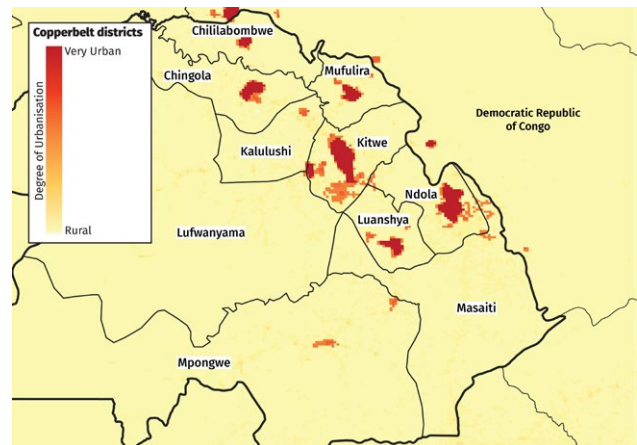 Copperbelt districts
Very Urban
Degree of Urbanisation
Rural
Chililabombwe
Chingola
Mufulira
Democratic Republic
of Congo
Kalulushi
Kitwe
Ndola
Luanshya
Lufwanyama
Masaiti
Mpongwe